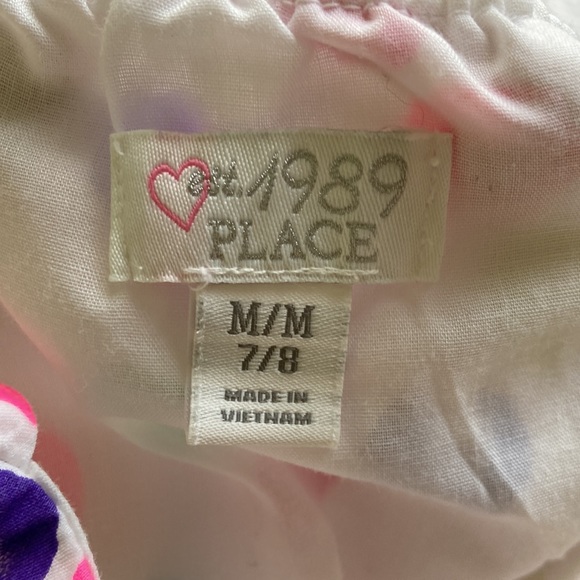 est. 1989
PLACE
M/M
7/8
MADE IN
VIETNAM